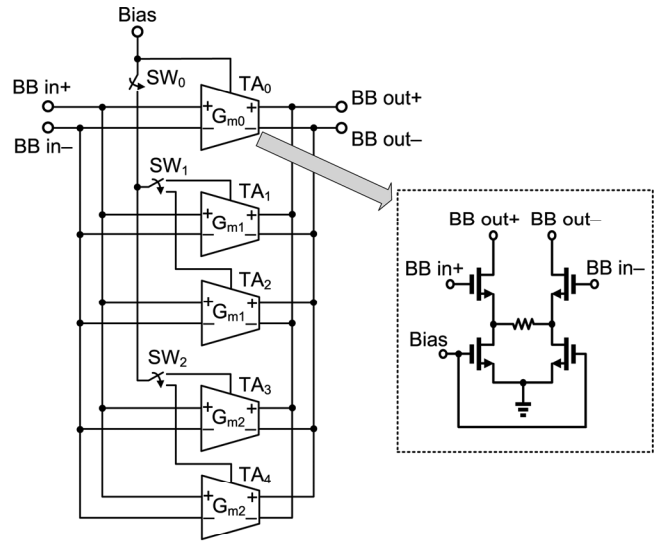 Bias
SW0
TA0
BB in+
+ Gm0 +
BB out+
BB in–
– –
BB out–
SW1
TA1
+ Gm1 +
– –
TA2
+ Gm1 +
– –
SW2
TA3
+ Gm2 +
– –
TA4
+ Gm2 +
– –
BB out+ BB out–
BB in+
BB in–
Bias